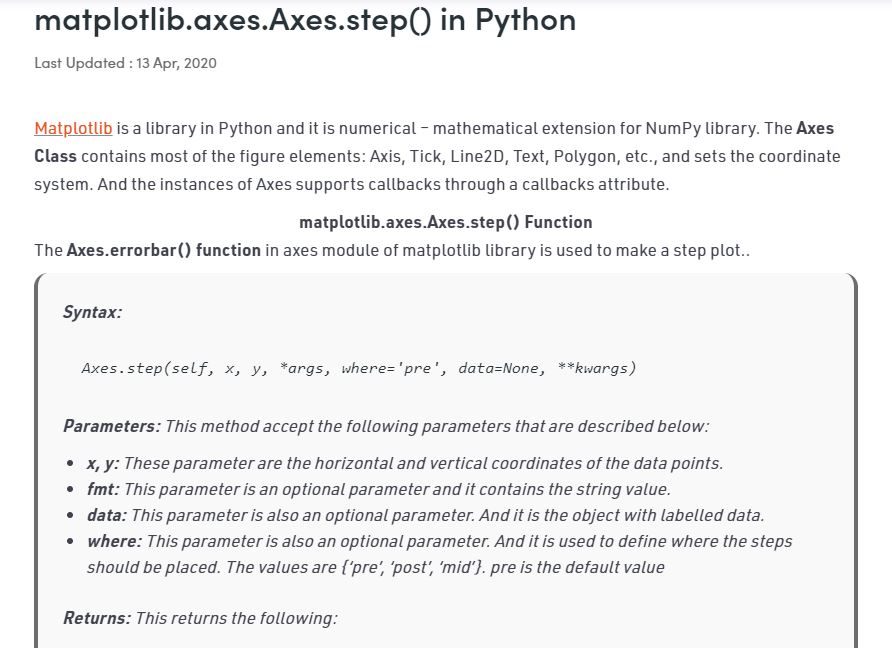 matplotlib.axes.Axes.step() in Python
Last Updated : 13 Apr, 2020
Matplotlib is a library in Python and it is numerical – mathematical extension for NumPy library. The Axes
Class contains most of the figure elements: Axis, Tick, Line2D, Text, Polygon, etc., and sets the coordinate
system. And the instances of Axes supports callbacks through a callbacks attribute.
matplotlib.axes.Axes.step() Function
The Axes.errorbar() function in axes module of matplotlib library is used to make a step plot..
Syntax:
Axes.step(self, x, y, *args, where='pre', data=None, **kwargs)
Parameters: This method accept the following parameters that are described below:
• x, y: These parameter are the horizontal and vertical coordinates of the data points.
• fmt: This parameter is an optional parameter and it contains the string value.
• data: This parameter is also an optional parameter. And it is the object with labelled data.
• where: This parameter is also an optional parameter. And it is used to define where the steps
should be placed. The values are {‘pre’, ‘post’, ‘mid’}. pre is the default value
Returns: This returns the following: